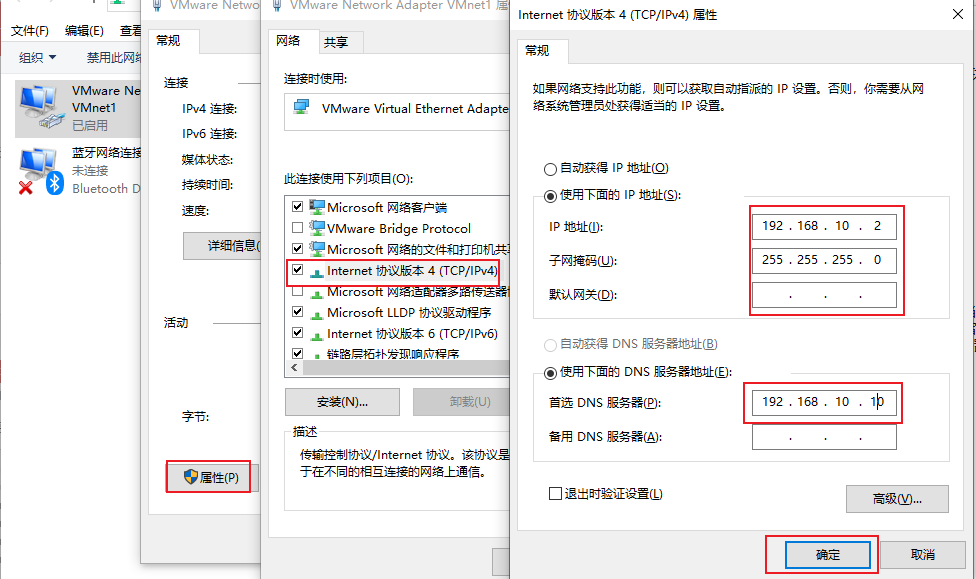 文件(F) 编辑(E) 查看
组织 禁用此网络
VMware Ne
VMnet1
已启用
蓝牙网络连接
未连接
Bluetooth D
VMware Netwo
常规
连接
IPv4 连接:
IPv6 连接:
媒体状态:
持续时间:
速度:
详细信息(
活动
字节:
属性(P)
VMware Network Adapter VMnet1 属
网络 共享
连接时使用:
VMware Virtual Ethernet Adapte
此连接使用下列项目(O):
Microsoft 网络客户端
VMware Bridge Protocol
Microsoft 网络的文件和打印机共享
Internet 协议版本 4 (TCP/IPv4)
Microsoft 网络适配器多路传送器
Microsoft LLDP 协议驱动程序
Internet 协议版本 6 (TCP/IPv6)
链路层拓扑发现响应程序
安装(N)... 卸载(U)
描述
传输控制协议/Internet 协议。该协议是
于在不同的相互连接的网络上通信。
Internet 协议版本 4 (TCP/IPv4) 属性
常规
如果网络支持此功能，则可以获取自动指派的 IP 设置。否则，你需要从网
络系统管理员处获得适当的 IP 设置。
自动获得 IP 地址(O)
使用下面的 IP 地址(S):
IP 地址(I): 192 . 168 . 10 . 2
子网掩码(U): 255 . 255 . 255 . 0
默认网关(D): . . .
自动获得 DNS 服务器地址(B)
使用下面的 DNS 服务器地址(E):
首选 DNS 服务器(P): 192 . 168 . 10 . 10
备用 DNS 服务器(A): . . .
退出时验证设置(L)
高级(V)...
确定 取消